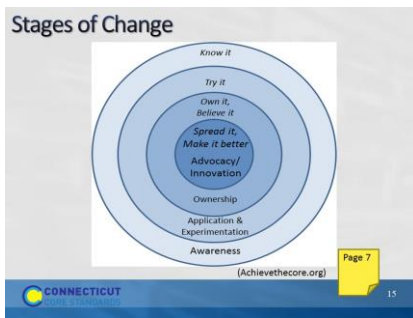 Stages of Change
Know it
Try it
Own it,
Believe it
Spread it,
Make it better
Advocacy/
Innovation
Ownership
Application &
Experimentation
Awareness
(Achievethecore.org)
Page 7
CONNECTICUT
CORE STANDARDS
15